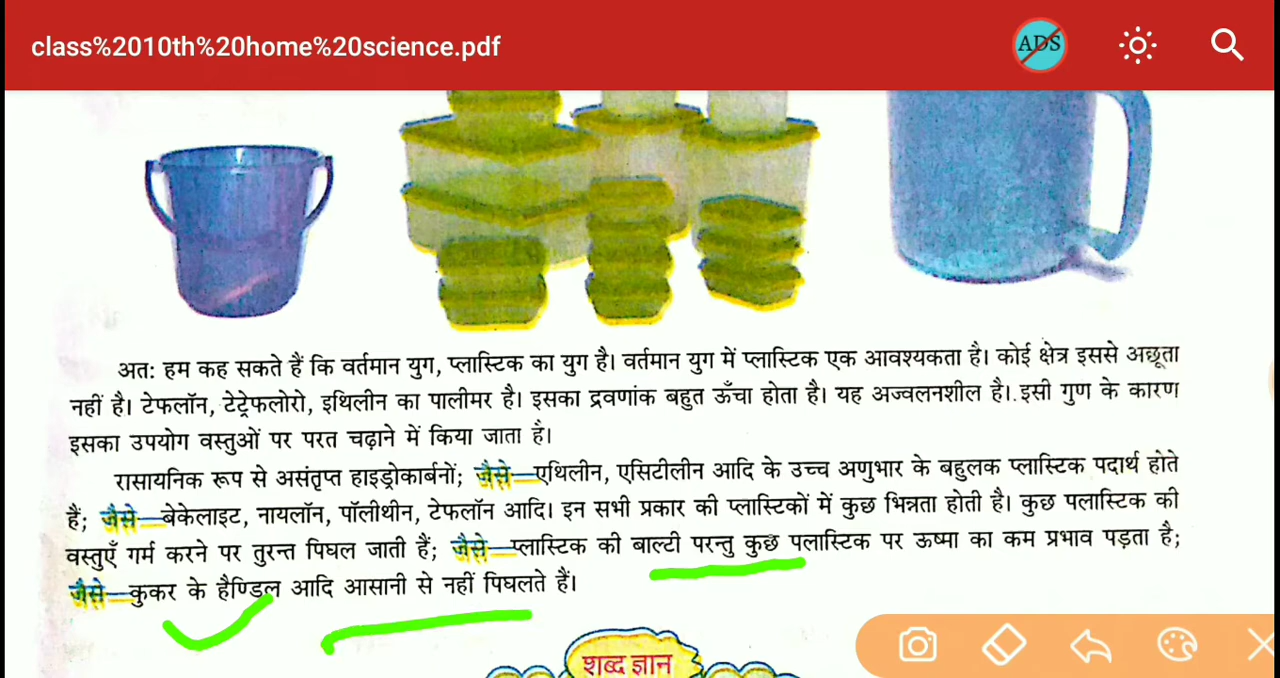 class%2010th%20home%20science.pdf
ADS
अतः हम कह सकते हैं कि वर्तमान युग, प्लास्टिक का युग है। वर्तमान युग में प्लास्टिक एक आवश्यकता है। कोई क्षेत्र इससे अछूता
नहीं है। टेफलॉन, टेट्रेफलोरो, इथिलीन का पालीमर है। इसका द्रवणांक बहुत ऊँचा होता है। यह अज्वलनशील है। इसी गुण के कारण
इसका उपयोग वस्तुओं पर परत चढ़ाने में किया जाता है।
रासायनिक रूप से असंतृप्त हाइड्रोकार्बनों; जैसे—एथिलीन, एसिटीलीन आदि के उच्च अणुभार के बहुलक प्लास्टिक पदार्थ होते
हैं; जैसे—बेकेलाइट, नायलॉन, पॉलीथीन, टेफलॉन आदि। इन सभी प्रकार की प्लास्टिकों में कुछ भिन्नता होती है। कुछ पलास्टिक की
वस्तुएँ गर्म करने पर तुरन्त पिघल जाती हैं; जैसे—प्लास्टिक की बाल्टी परन्तु कुछ पलास्टिक पर ऊष्मा का कम प्रभाव पड़ता है;
जैसे—कुकर के हैण्डिल आदि आसानी से नहीं पिघलते हैं।
शब्द ज्ञान